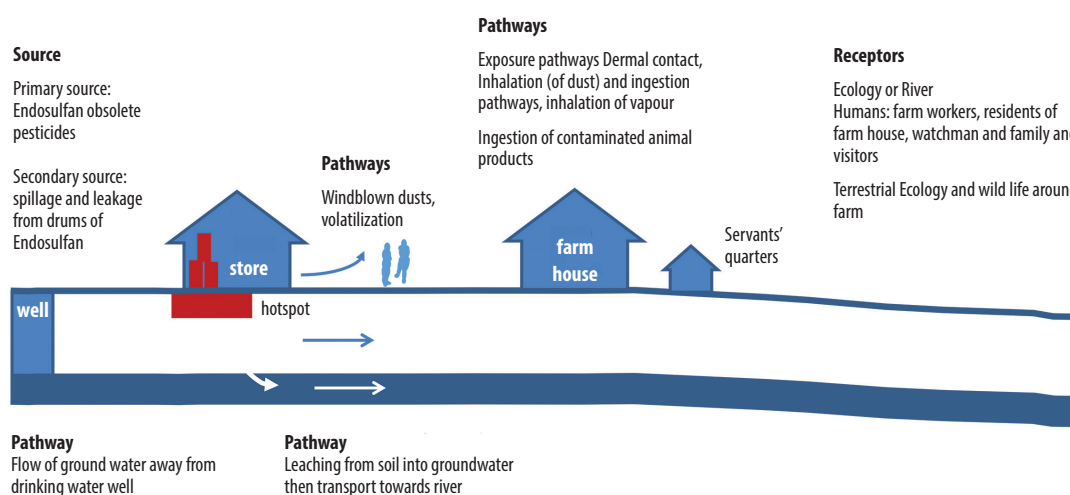 Source
Primary source:
Endosulfan obsolete
pesticides
Secondary source:
spillage and leakage
from drums of
Endosulfan
Pathways
Windblown dusts,
volatilization
Pathways
Exposure pathways Dermal contact,
Inhalation (of dust) and ingestion
pathways, inhalation of vapour
Ingestion of contaminated animal
products
Receptors
Ecology or River
Humans: farm workers, residents of
farm house, watchman and family an
visitors
Terrestrial Ecology and wild life aroun
farm
store
farm
house
Servants'
quarters
well
hotspot
Pathway
Flow of ground water away from
drinking water well
Pathway
Leaching from soil into groundwater
then transport towards river